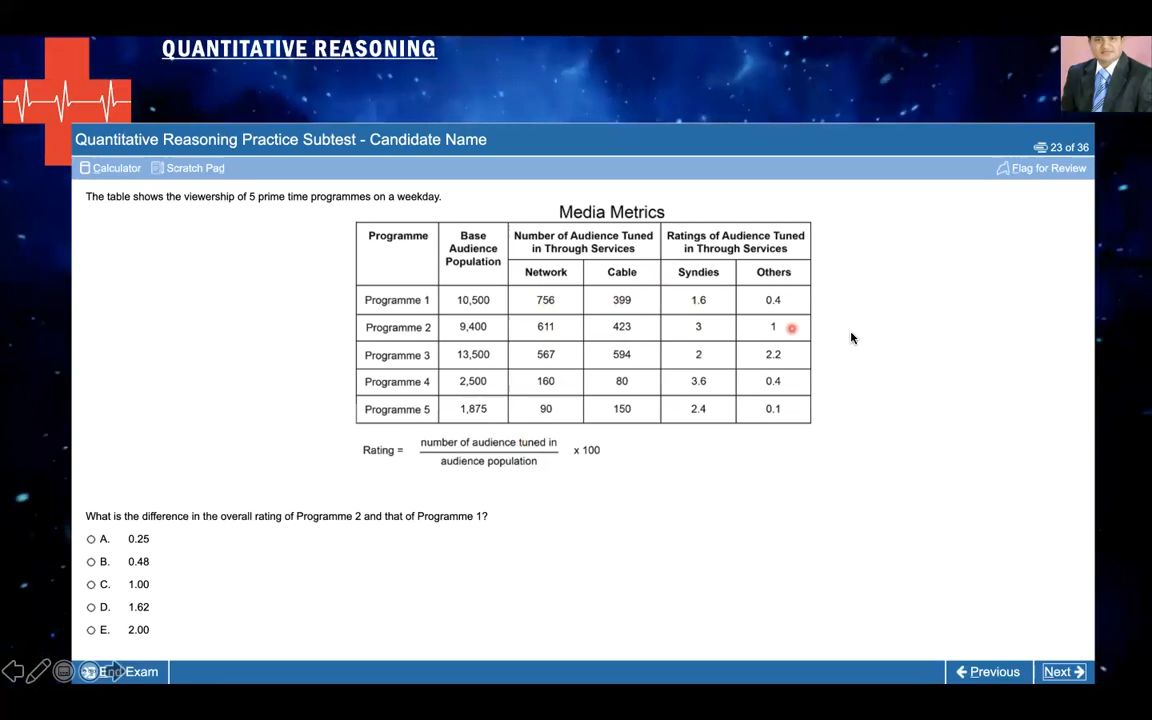 QUANTITATIVE REASONING
Quantitative Reasoning Practice Subtest - Candidate Name
23 of 36
Calculator Scratch Pad Flag for Review
The table shows the viewership of 5 prime time programmes on a weekday.
Media Metrics
Programme Base Audience Population Number of Audience Tuned in Through Services Ratings of Audience Tuned in Through Services
Network Cable Syndies Others
Programme 1 10,500 756 399 1.6 0.4
Programme 2 9,400 611 423 3 1
Programme 3 13,500 567 594 2 2.2
Programme 4 2,500 160 80 3.6 0.4
Programme 5 1,875 90 150 2.4 0.1
Rating = number of audience tuned in x 100
audience population
What is the difference in the overall rating of Programme 2 and that of Programme 1?
A. 0.25
B. 0.48
C. 1.00
D. 1.62
E. 2.00
End Exam Previous Next